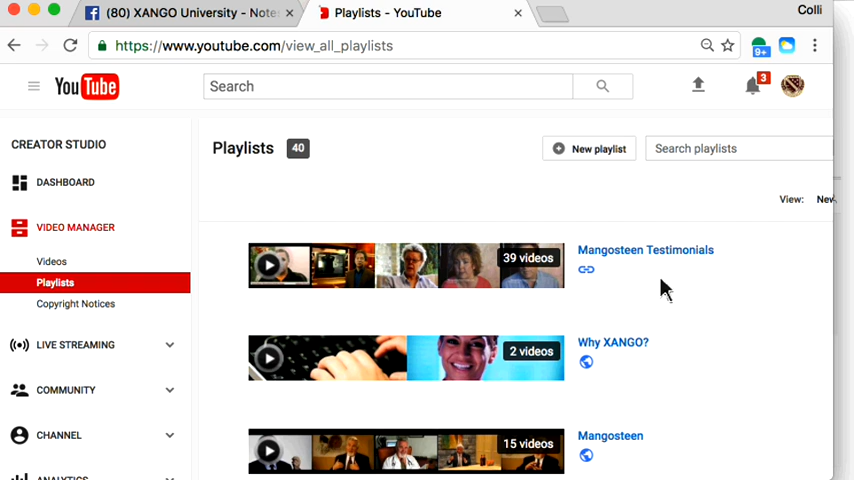 (80) XANGO University - Note
Playlists - YouTube
Colli
https://www.youtube.com/view_all_playlists
9+
YouTube
Search
3
CREATOR STUDIO
Playlists 40
New playlist
Search playlists
DASHBOARD
View: New
VIDEO MANAGER
Videos
Playlists
Copyright Notices
39 videos
Mangosteen Testimonials
LIVE STREAMING
2 videos
Why XANGO?
COMMUNITY
CHANNEL
15 videos
Mangosteen
ANALYTICS